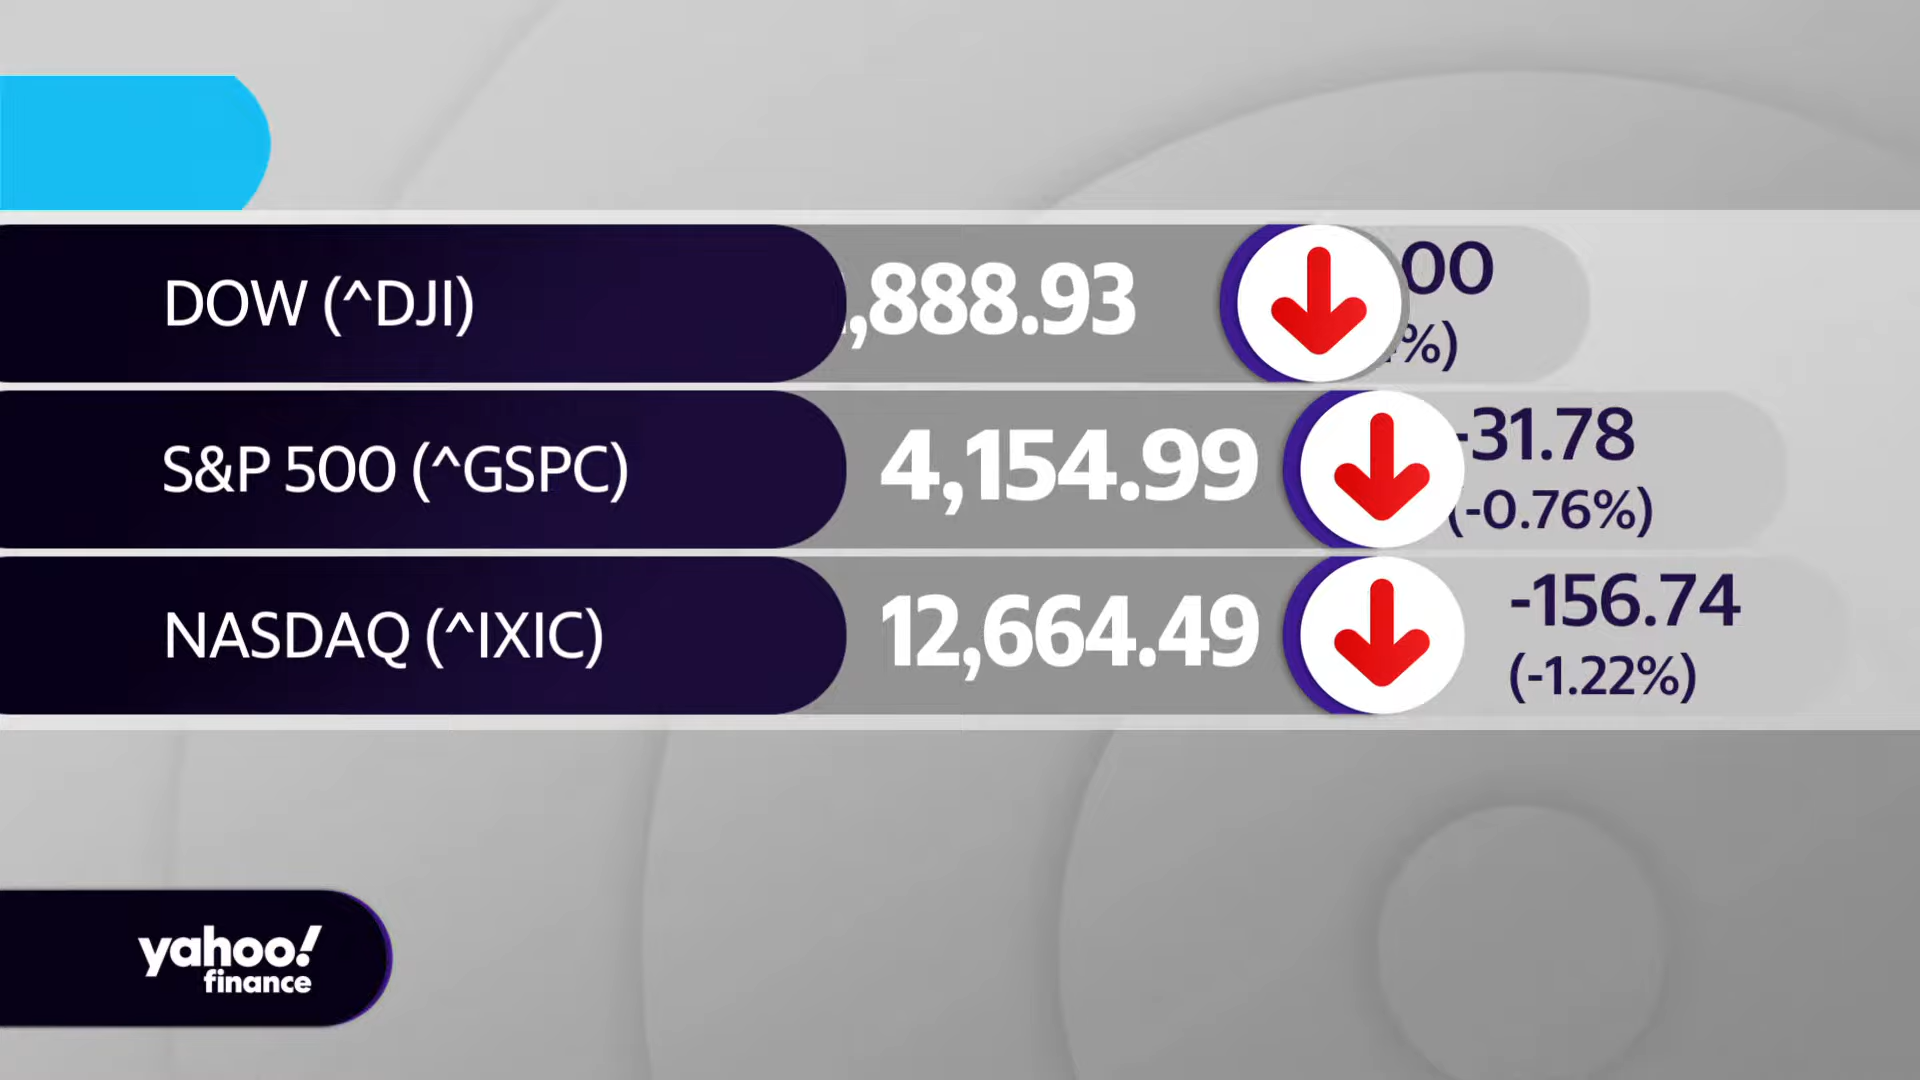 DOW (^DJI) ,888.93 00
%)
S&P 500 (^GSPC) 4,154.99 -31.78
(-0.76%)
NASDAQ (^IXIC) 12,664.49 -156.74
(-1.22%)
yahoo!
finance